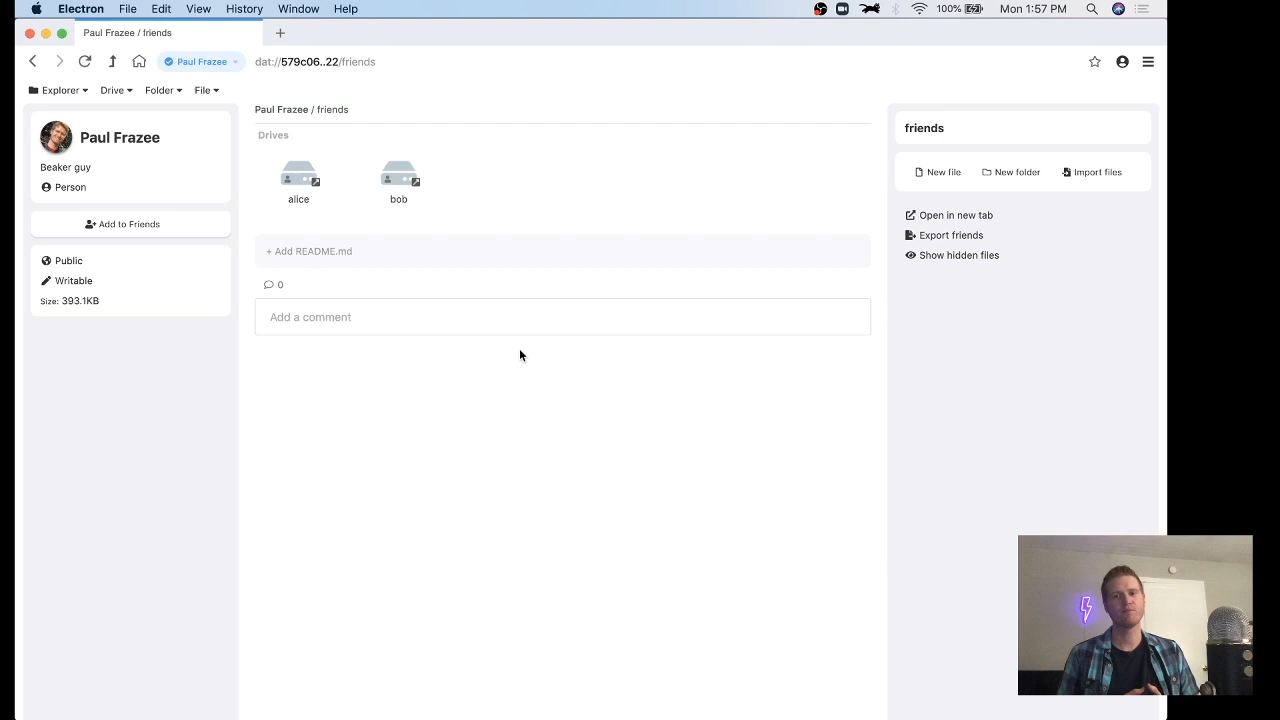 Electron File Edit View History Window Help 100% Mon 1:57 PM
Paul Frazee / friends
Paul Frazee dat://579c06..22/friends
Explorer Drive Folder File
Paul Frazee
Beaker guy
Person
Add to Friends
Public
Writable
Size: 393.1KB
Paul Frazee / friends
Drives
alice bob
+ Add README.md
0
Add a comment
friends
New file New folder Import files
Open in new tab
Export friends
Show hidden files